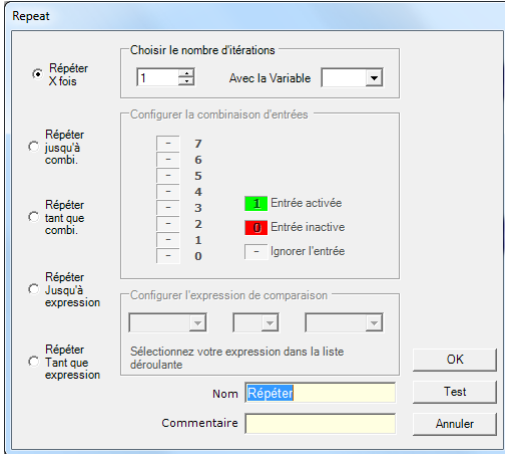 Repeat
Choisir le nombre d'itérations
Répéter
X fois
1
Avec la Variable
Configurer la combinaison d'entrées
Répéter
jusqu'à
combi.
- 7
- 6
- 5
- 4
- 3
- 2
- 1
- 0
1 Entrée activée
0 Entrée inactive
- Ignorer l'entrée
Répéter
tant que
combi.
Répéter
Jusqu'à
expression
Configurer l'expression de comparaison
Sélectionnez votre expression dans la liste
déroulante
Répéter
Tant que
expression
Nom Répéter
Commentaire
OK
Test
Annuler